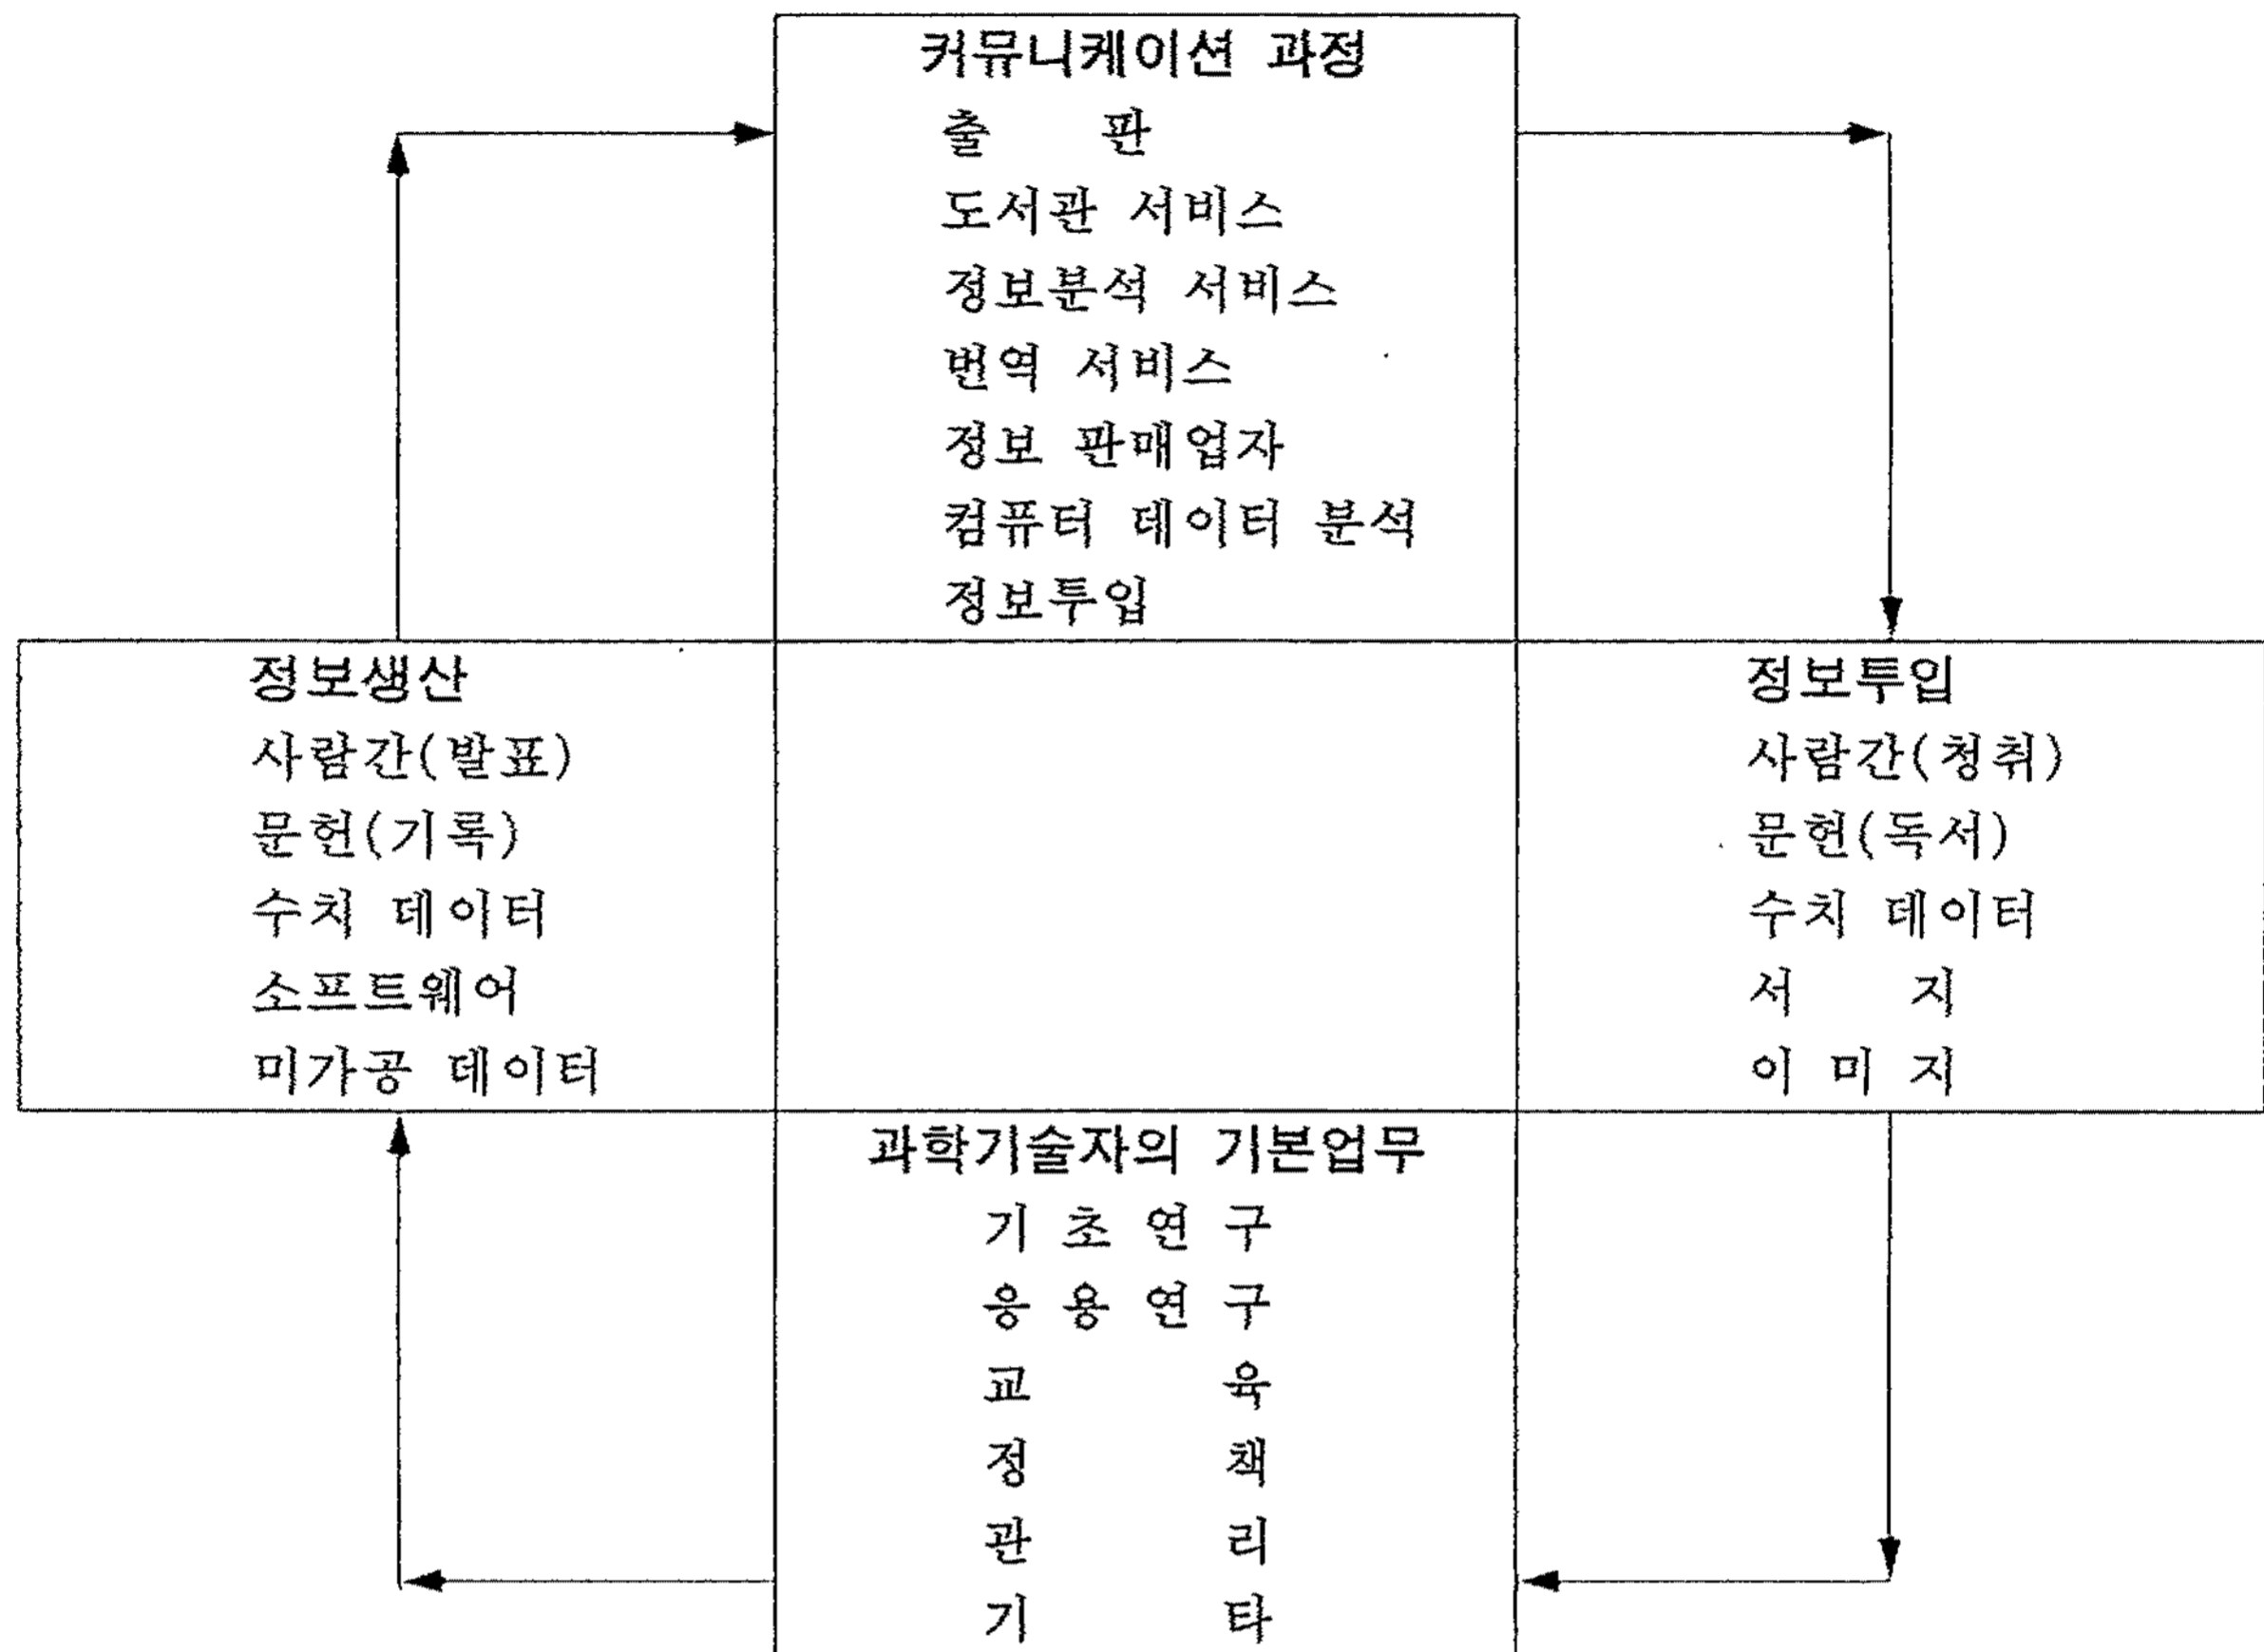 커뮤니케이션 과정
출 판
도서관 서비스
정보분석 서비스
번역 서비스
정보 판매업자
컴퓨터 데이터 분석
정보투입
정보생산
사람간(발표)
문헌(기록)
수치 데이터
소프트웨어
미가공 데이터
정보투입
사람간(청취)
문헌(독서)
수치 데이터
서 지
이 미 지
과학기술자의 기본업무
기 초 연 구
응 용 연 구
교 육
정 책
관 리
기 타